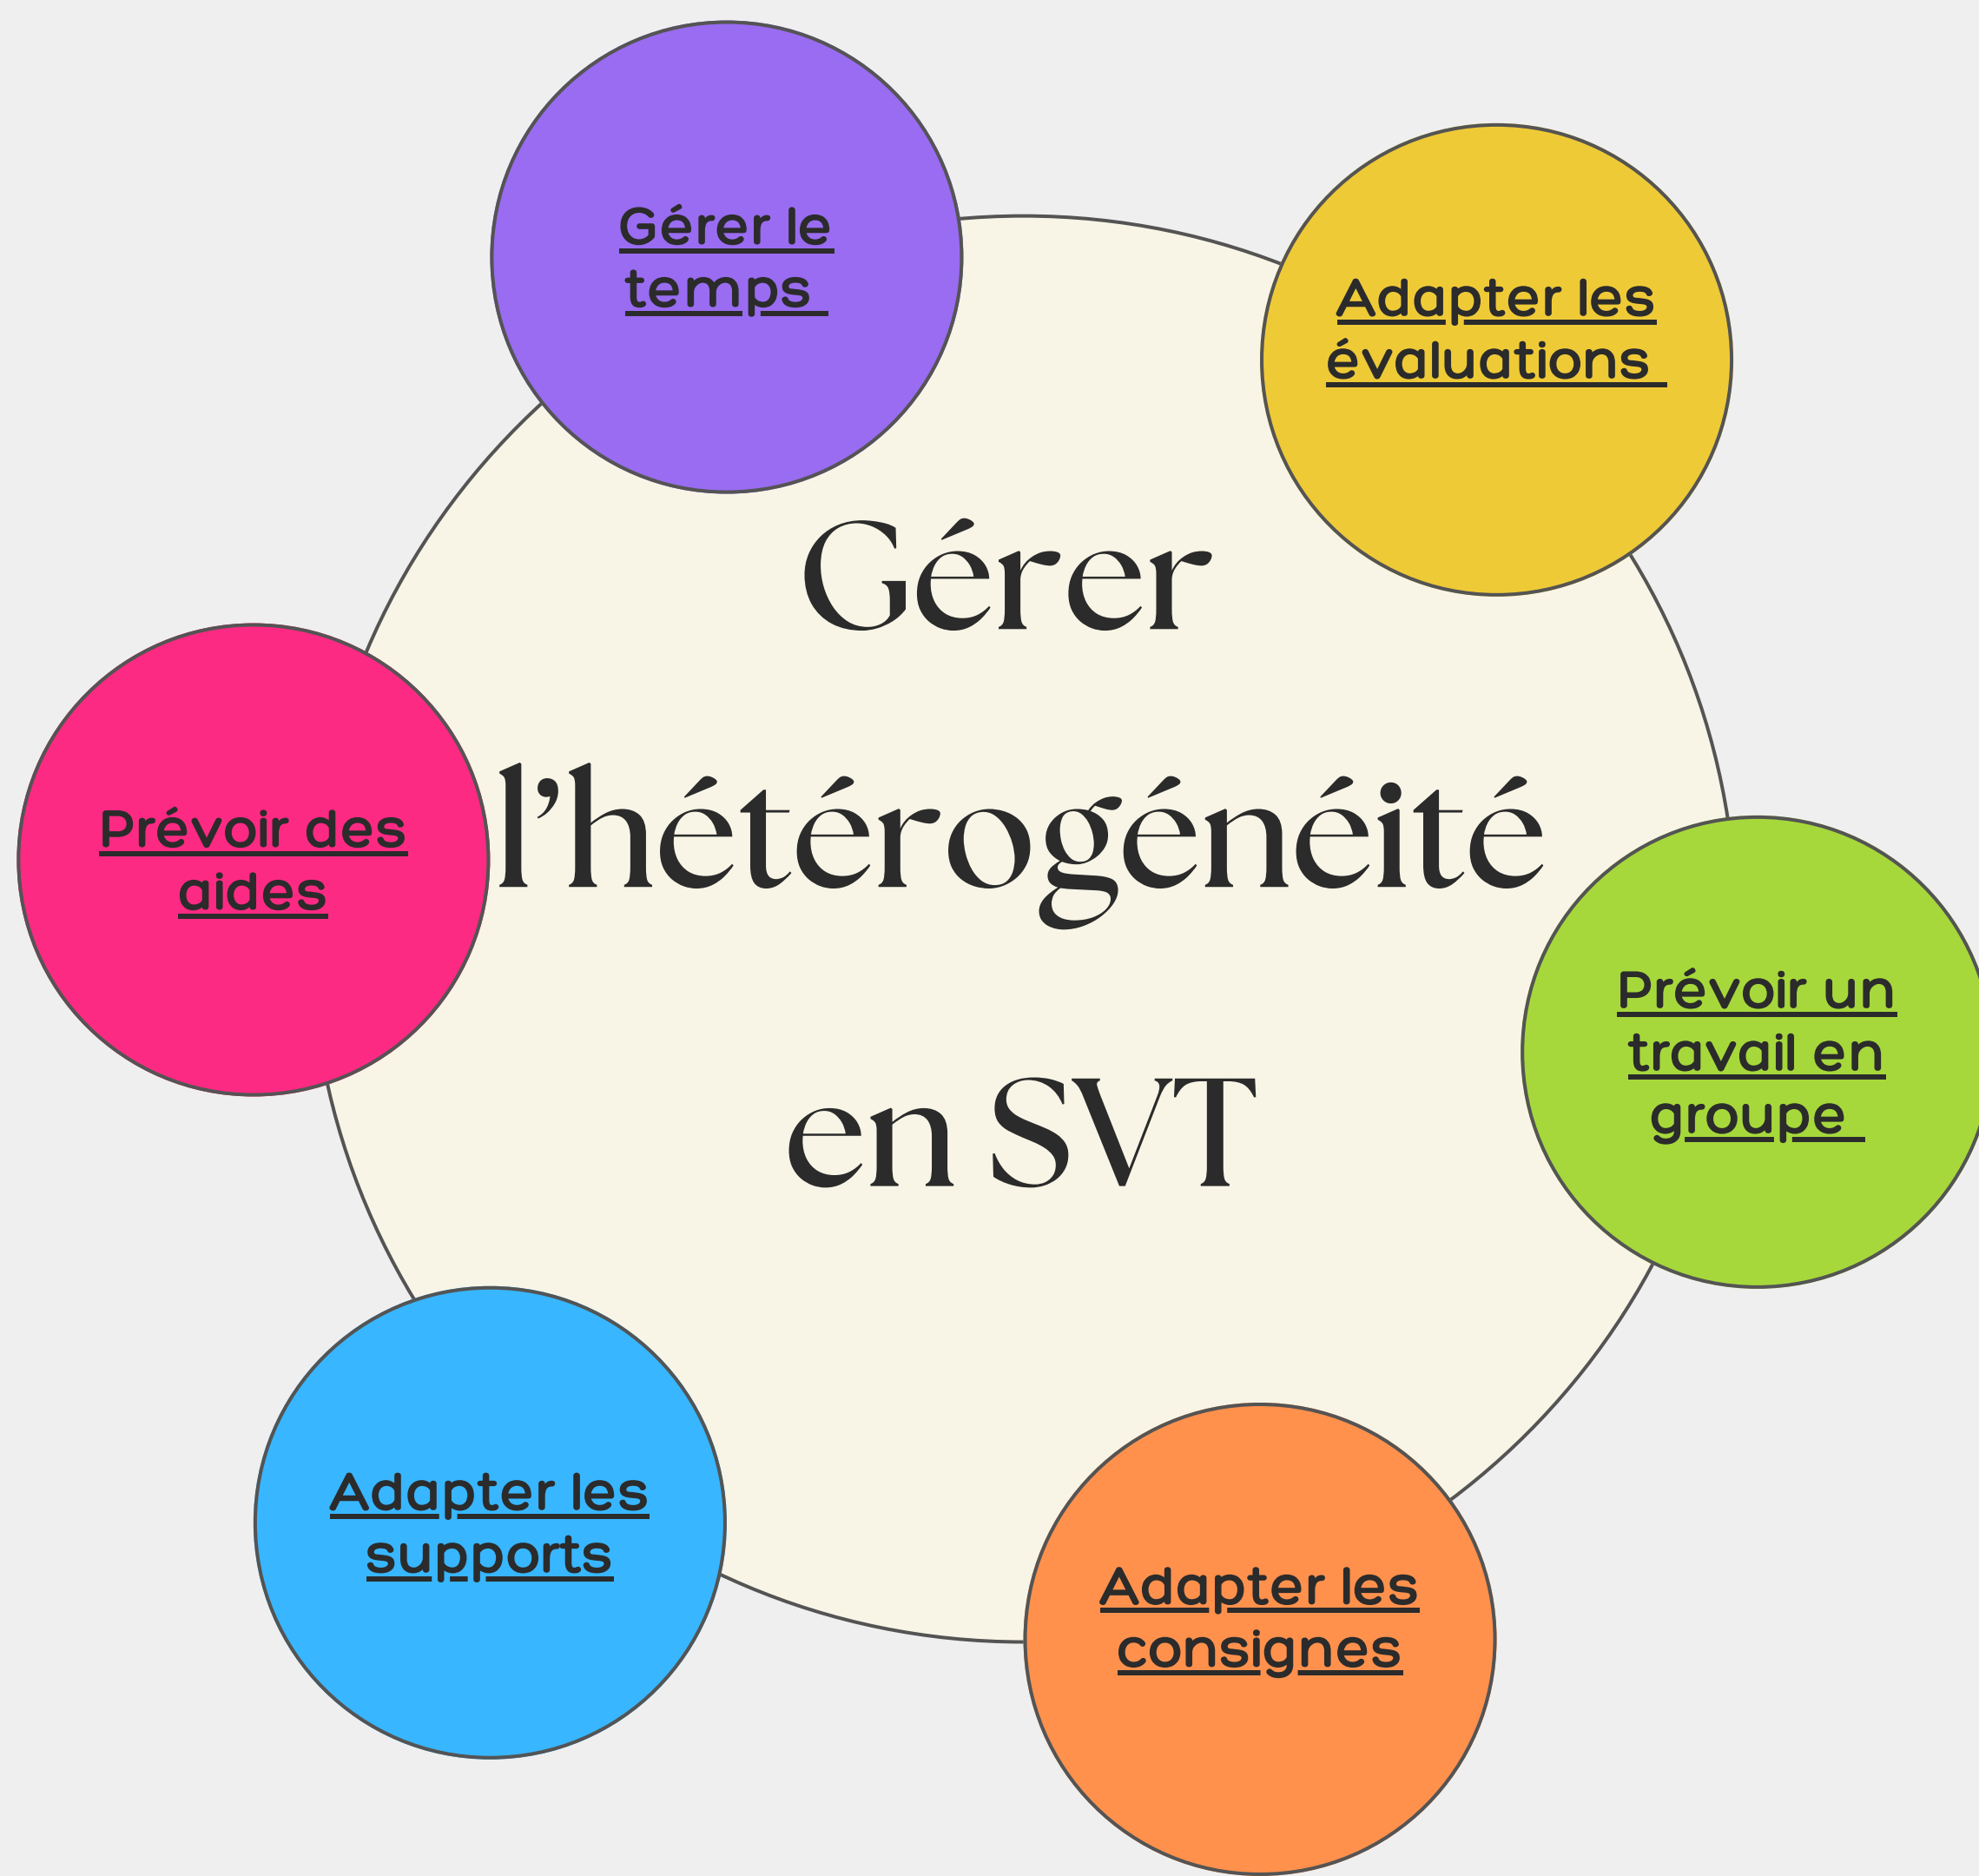 Gérer le
temps
Adapter les
évaluations
Gérer
l’hétérogénéité
en SVT
Prévoir des
aides
Prévoir un
travail en
groupe
Adapter les
supports
Adapter les
consignes